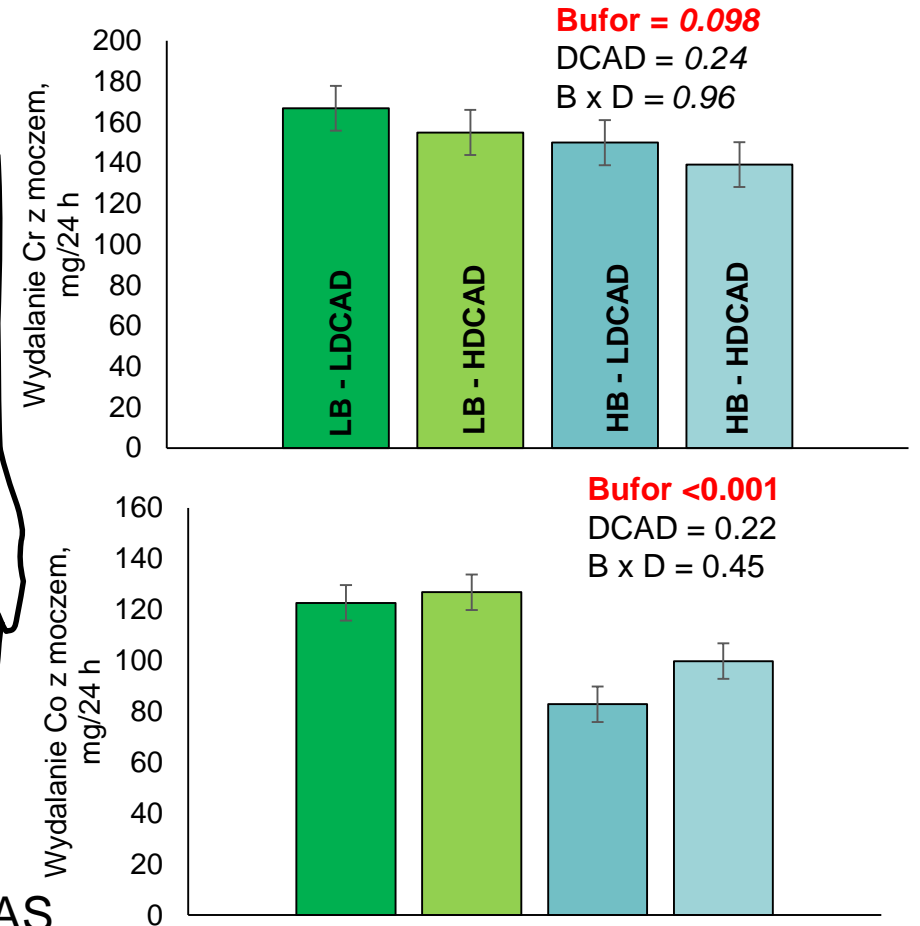 Bufor = 0.098
DCAD = 0.24
B x D = 0.96
Wydalanie Cr z moczem,
mg/24 h
200
180
160
140
120
100
80
60
40
20
0
LB - LDCAD
LB - HDCAD
HB - LDCAD
HB - HDCAD
Bufor <0.001
DCAD = 0.22
B x D = 0.45
Wydalanie Co z moczem,
mg/24 h
160
140
120
100
80
60
40
20
0
AS